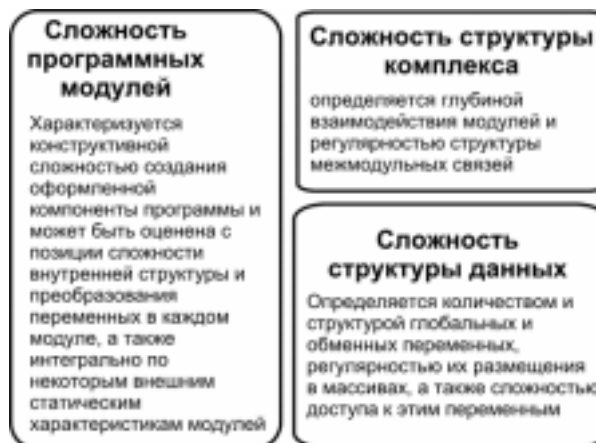 Сложность
программных
модулей
Характеризуется
конструктивной
сложностью создания
оформленной
компоненты программы и
может быть оценена с
позиции сложности
внутренней структуры и
преобразования
переменных в каждом
модуле, а также
интегрально по
некоторым внешним
статическим
характеристикам модулей
Сложность структуры
комплекса
определяется глубиной
взаимодействия модулей и
регулярностью структуры
межмодульных связей
Сложность
структуры данных
Определяется количеством и
структурой глобальных и
обменных переменных,
регулярностью их размещения
в массивах, а также сложностью
доступа к этим переменным